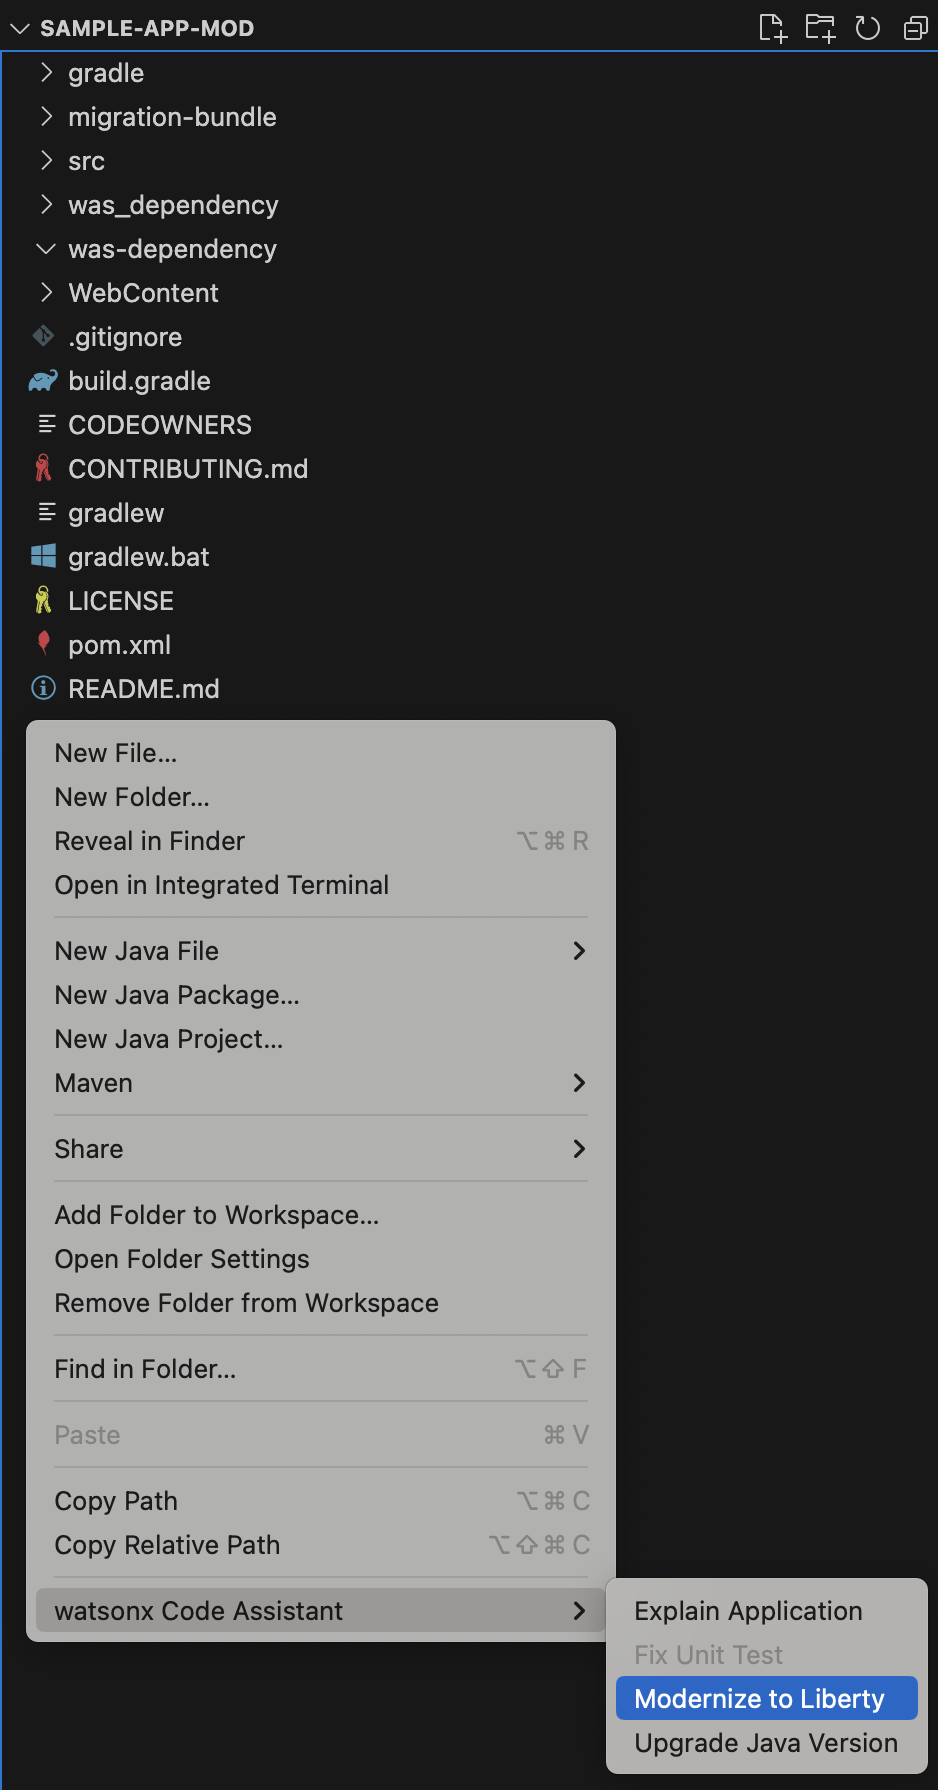 SAMPLE-APP-MOD
gradle
migration-bundle
src
was_dependency
was-dependency
WebContent
.gitignore
build.gradle
CODEOWNERS
CONTRIBUTING.md
gradlew
gradlew.bat
LICENSE
pom.xml
README.md
New File...
New Folder...
Reveal in Finder ⌥⌘ R
Open in Integrated Terminal
New Java File
New Java Package...
New Java Project...
Maven
Share
Add Folder to Workspace...
Open Folder Settings
Remove Folder from Workspace
Find in Folder... ⌥⇧ F
Paste ⌘ V
Copy Path ⌥⌘ C
Copy Relative Path ⌥⇧⌘ C
watsonx Code Assistant
Explain Application
Fix Unit Test
Modernize to Liberty
Upgrade Java Version